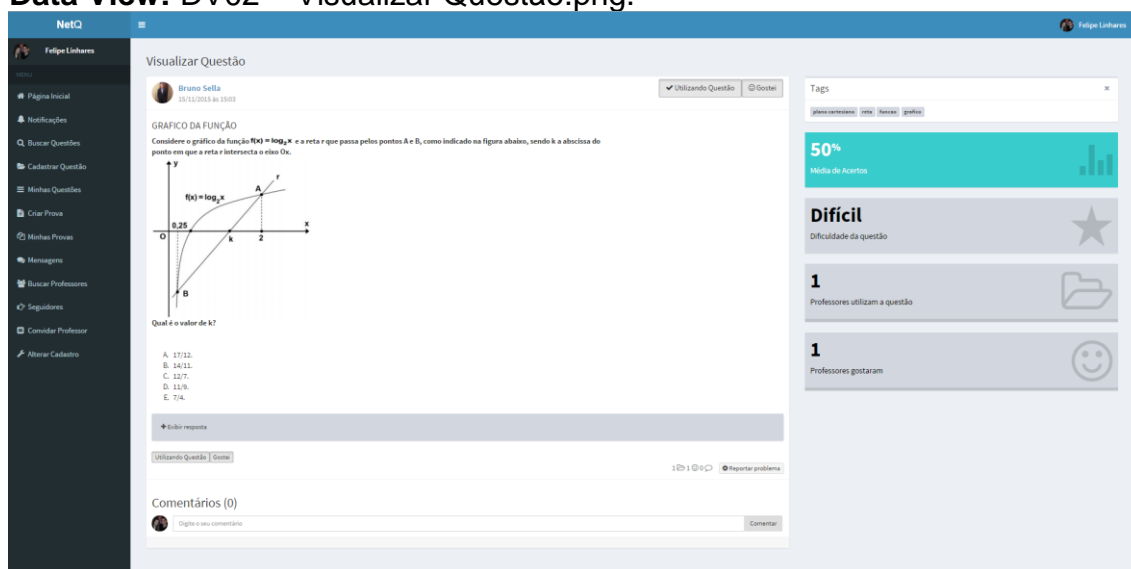 Data View: DV02 – Visualizar Questão.png.
NetQ
Felipe Linhares
Felipe Linhares
MENU
Página Inicial
Notificações
Buscar Questões
Cadastrar Questão
Minhas Questões
Criar Prova
Minhas Provas
Mensagens
Buscar Professores
Seguidores
Convidar Professor
Alterar Cadastro
Visualizar Questão
Bruno Sella
15/11/2015 às 15:03
Utilizando Questão
Gostei
GRAFICO DA FUNÇÃO
Considere o gráfico da função f(x) = log₂x e a reta r que passa pelos pontos A e B, como indicado na figura abaixo, sendo k a abscissa do
ponto em que a reta r intersecta o eixo Ox.
y
r
A
f(x) = log₂x
0,25
x
O
k
2
B
Qual é o valor de k?
A. 17/12.
B. 14/11.
C. 12/7.
D. 11/9.
E. 7/4.
Exibir resposta
Utilizando Questão
Gostei
1 1 0
Reportar problema
Comentários (0)
Digite o seu comentário
Comentar
Tags
×
plano cartesiano reta funcao grafico
50%
Média de Acertos
Difícil
Dificuldade da questão
1
Professores utilizam a questão
1
Professores gostaram